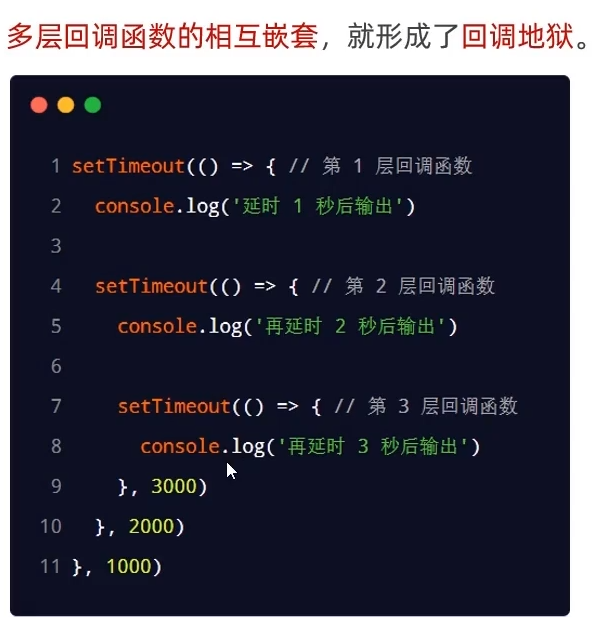 多层回调函数的相互嵌套，就形成了回调地狱。
1 setTimeout(() => { // 第 1 层回调函数
2   console.log('延时 1 秒后输出')
3
4   setTimeout(() => { // 第 2 层回调函数
5     console.log('再延时 2 秒后输出')
6
7     setTimeout(() => { // 第 3 层回调函数
8       console.log('再延时 3 秒后输出')
9     }, 3000)
10   }, 2000)
11 }, 1000)